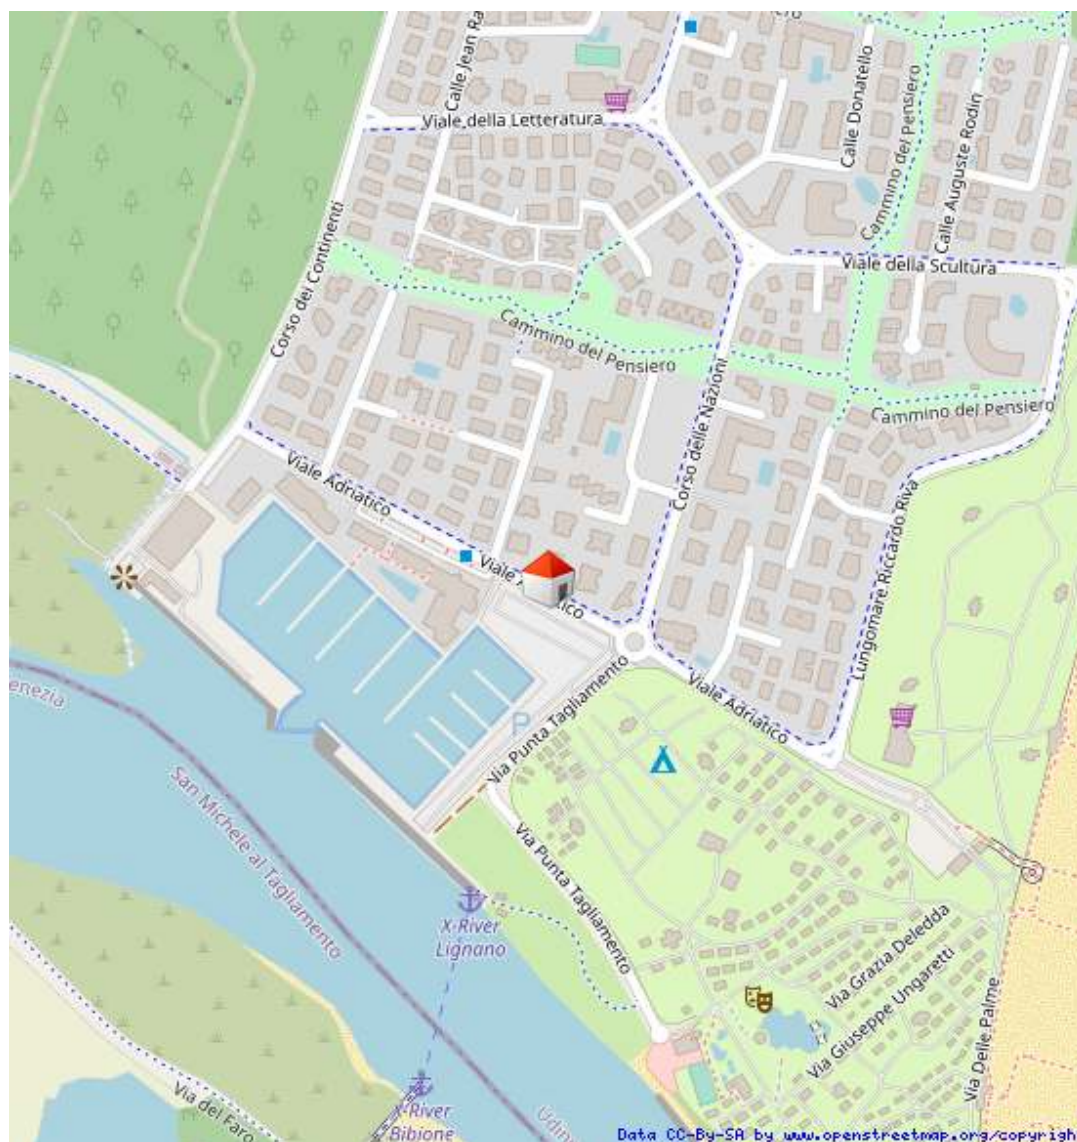 Calle Jean Ra
Viale della Letteratura
Calle Donatello
Cammino del Pensiero
Calle Auguste Rodin
Corso dei Continenti
Viale della Scultura
Cammino del Pensiero
Corso delle Nazioni
Cammino del Pensiero
Viale Adriatico
Lungomare Riccardo Riva
Viale A
tico
Via Punta Tagliamento
Viale Adriatico
enezia
P
San Michele al Tagliamento
Via Punta Tagliamento
X-River
Lignano
Via Grazia Deledda
Via Giuseppe Ungaretti
Via Delle Palme
Via del Faro
X-River
Bibione
Udin
Data CC-By-SA by www.openstreetmap.org/copyrigh